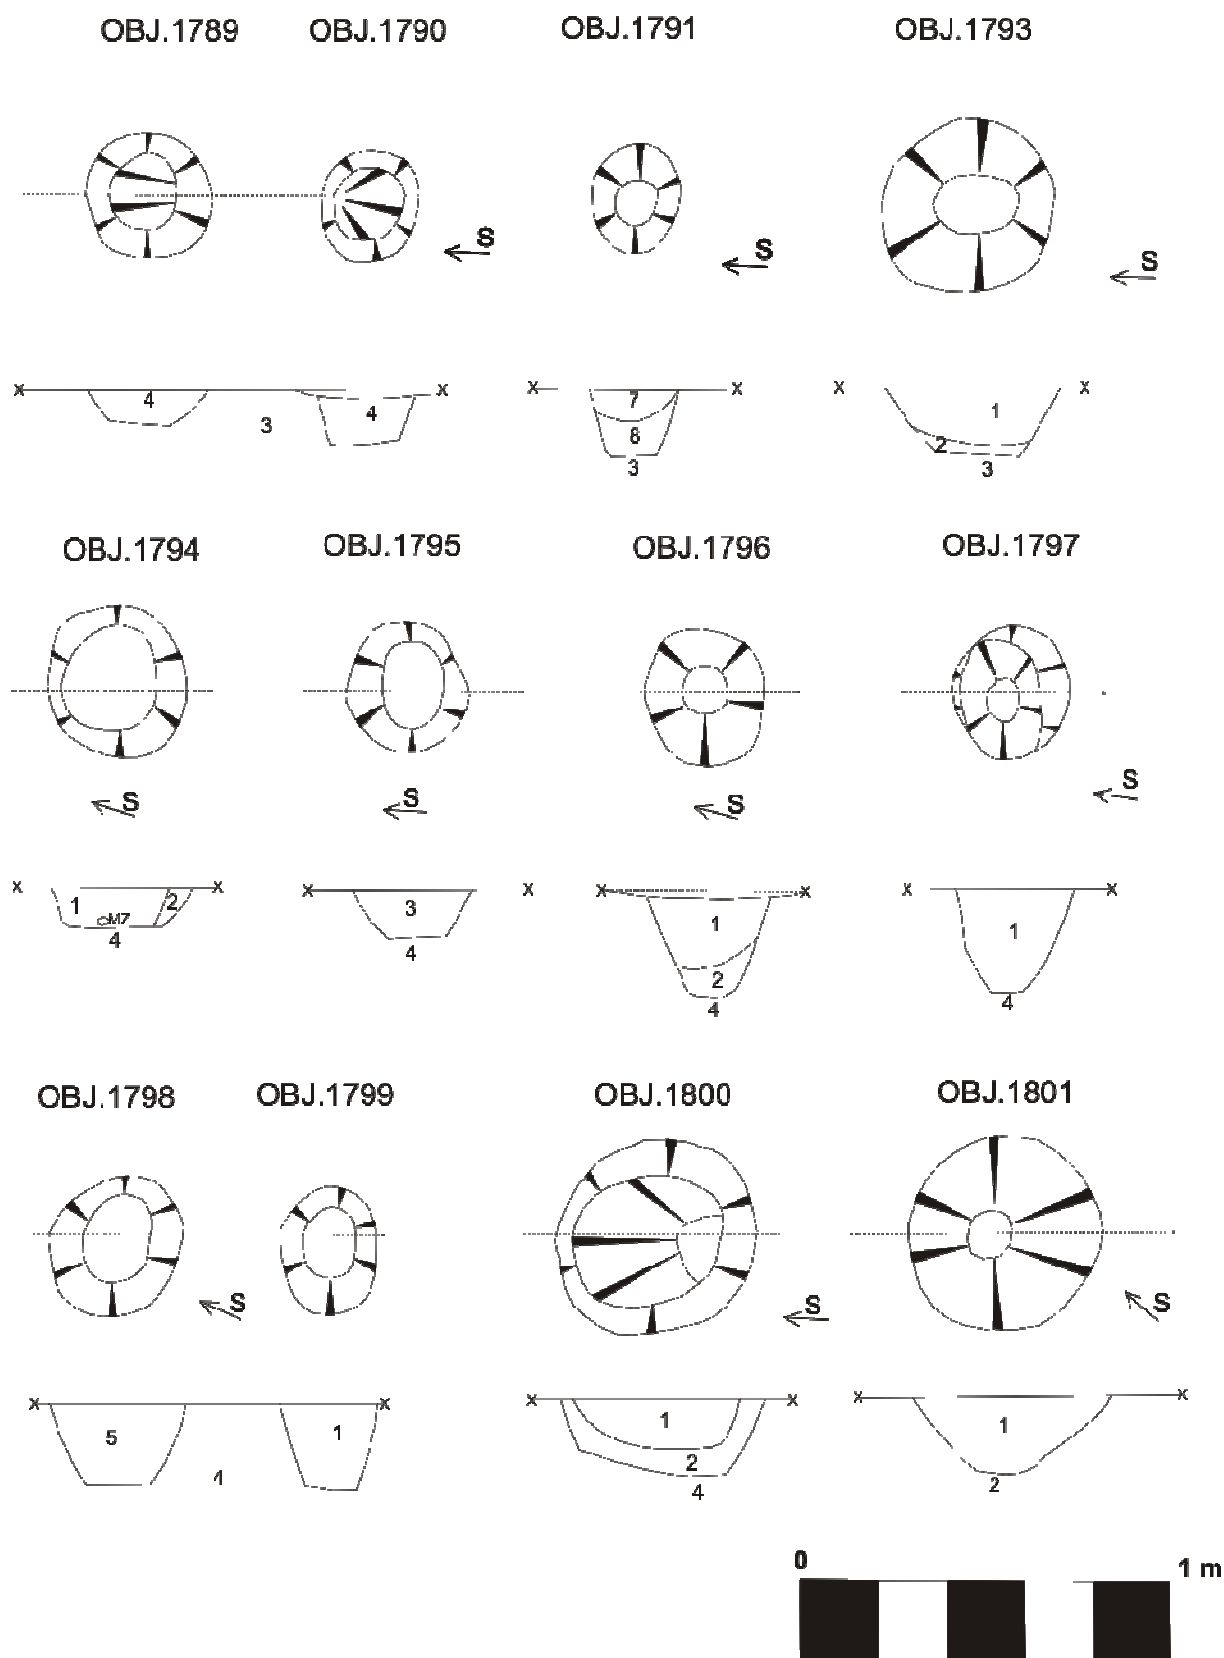 OBJ.1789 OBJ.1790 OBJ.1791 OBJ.1793
S S S S
x 4 3 4 x x 7 8 3 x x 1 2 3 x
OBJ.1794 OBJ.1795 OBJ.1796 OBJ.1797
S S S S
x 1 M7 2 4 x x 3 4 x x 1 2 4 x x 1 4 x
OBJ.1798 OBJ.1799 OBJ.1800 OBJ.1801
S S S
x 5 4 1 x x 1 2 4 x x 1 2 x
0 1 m